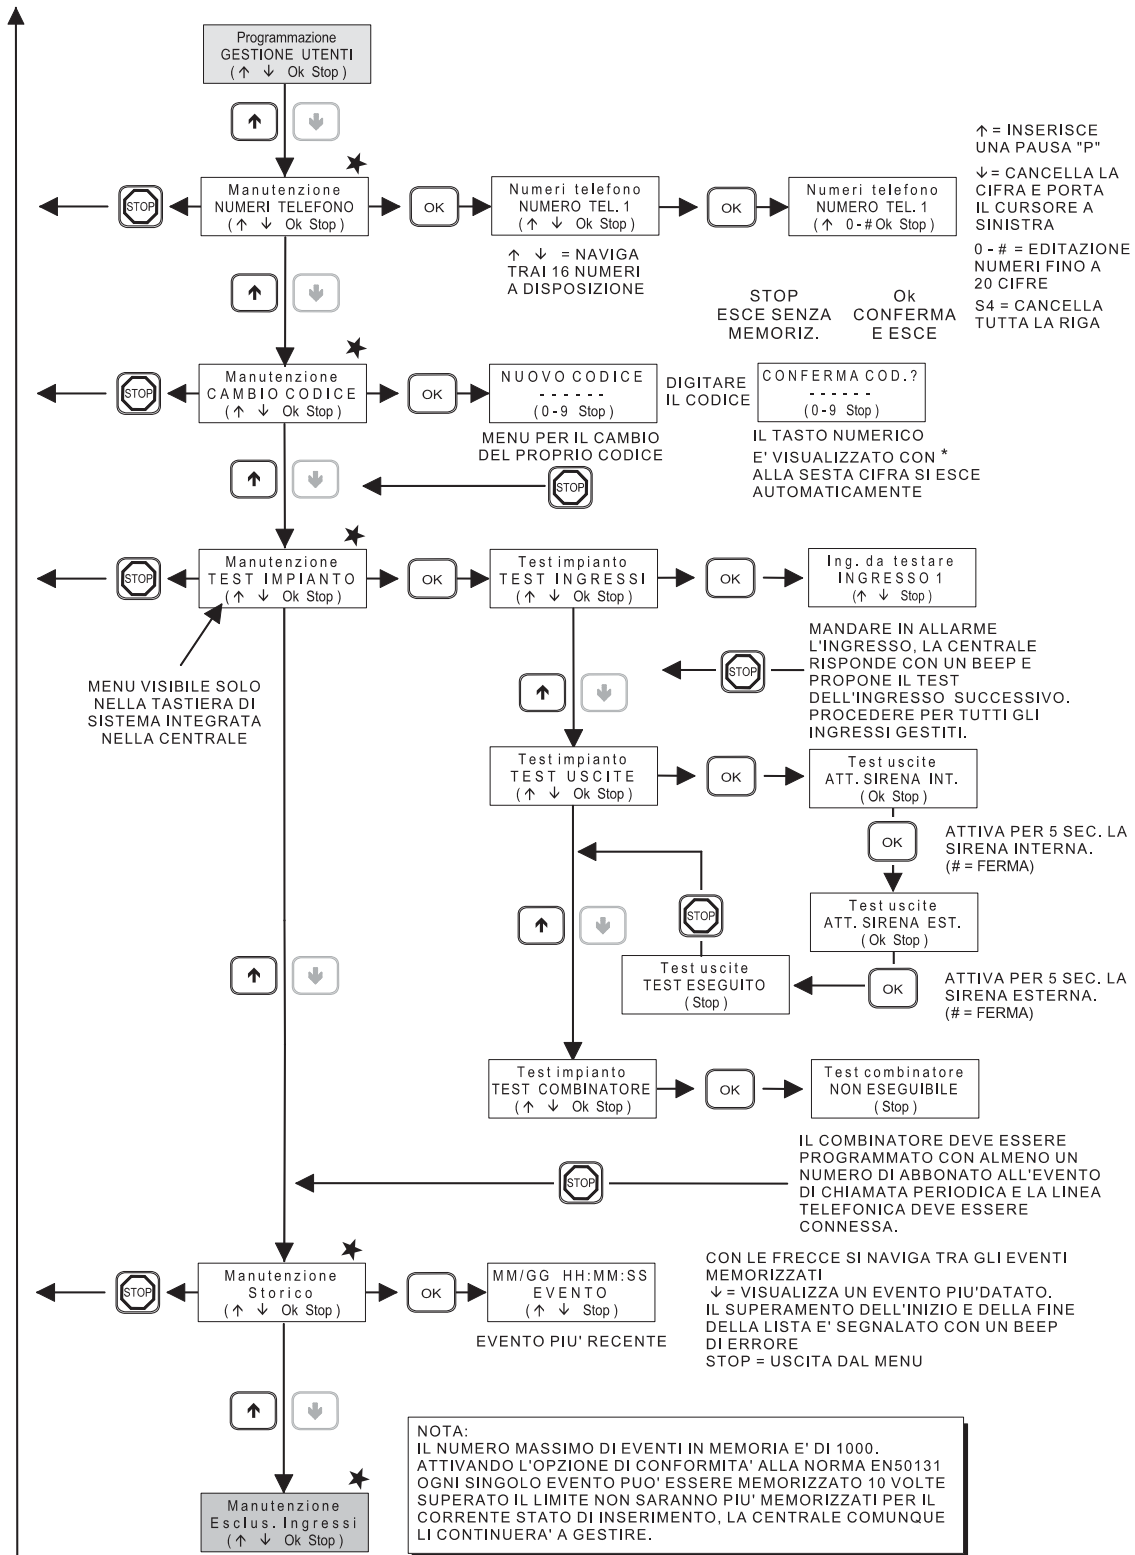 Programmazione
GESTIONE UTENTI
(↑ ↓ Ok Stop)
STOP
Manutenzione
NUMERI TELEFONO
(↑ ↓ Ok Stop)
OK
Numeri telefono
NUMERO TEL. 1
(↑ ↓ Ok Stop)
OK
Numeri telefono
NUMERO TEL. 1
(↑ 0-# Ok Stop)
↑ = INSERISCE
UNA PAUSA "P"
↓ = CANCELLA LA
CIFRA E PORTA
IL CURSORE A
SINISTRA
0 - # = EDITAZIONE
NUMERI FINO A
20 CIFRE
S4 = CANCELLA
TUTTA LA RIGA
↑ ↓ = NAVIGA
TRAI 16 NUMERI
A DISPOSIZIONE
STOP
ESCE SENZA
MEMORIZ.
Ok
CONFERMA
E ESCE
STOP
Manutenzione
CAMBIO CODICE
(↑ ↓ Ok Stop)
OK
NUOVO CODICE
- - - - - -
(0-9 Stop)
DIGITARE
IL CODICE
CONFERMA COD.?
- - - - - -
(0-9 Stop)
MENU PER IL CAMBIO
DEL PROPRIO CODICE
IL TASTO NUMERICO
E' VISUALIZZATO CON *
ALLA SESTA CIFRA SI ESCE
AUTOMATICAMENTE
STOP
STOP
Manutenzione
TEST IMPIANTO
(↑ ↓ Ok Stop)
OK
Test impianto
TEST INGRESSI
(↑ ↓ Ok Stop)
OK
Ing. da testare
INGRESSO 1
(↑ ↓ Stop)
MENU VISIBILE SOLO
NELLA TASTIERA DI
SISTEMA INTEGRATA
NELLA CENTRALE
STOP
MANDARE IN ALLARME
L'INGRESSO, LA CENTRALE
RISPONDE CON UN BEEP E
PROPONE IL TEST
DELL'INGRESSO SUCCESSIVO.
PROCEDERE PER TUTTI GLI
INGRESSI GESTITI.
Test impianto
TEST USCITE
(↑ ↓ Ok Stop)
OK
Test uscite
ATT. SIRENA INT.
(Ok Stop)
OK
ATTIVA PER 5 SEC. LA
SIRENA INTERNA.
(# = FERMA)
Test uscite
ATT. SIRENA EST.
(Ok Stop)
STOP
Test uscite
TEST ESEGUITO
(Stop)
OK
ATTIVA PER 5 SEC. LA
SIRENA ESTERNA.
(# = FERMA)
Test impianto
TEST COMBINATORE
(↑ ↓ Ok Stop)
OK
Test combinatore
NON ESEGUIBILE
(Stop)
STOP
IL COMBINATORE DEVE ESSERE
PROGRAMMATO CON ALMENO UN
NUMERO DI ABBONATO ALL'EVENTO
DI CHIAMATA PERIODICA E LA LINEA
TELEFONICA DEVE ESSERE
CONNESSA.
STOP
Manutenzione
Storico
(↑ ↓ Ok Stop)
OK
MM/GG HH:MM:SS
EVENTO
(↑ ↓ Stop)
EVENTO PIU' RECENTE
CON LE FRECCE SI NAVIGA TRA GLI EVENTI
MEMORIZZATI
↓ = VISUALIZZA UN EVENTO PIU'DATATO.
IL SUPERAMENTO DELL'INIZIO E DELLA FINE
DELLA LISTA E' SEGNALATO CON UN BEEP
DI ERRORE
STOP = USCITA DAL MENU
NOTA:
IL NUMERO MASSIMO DI EVENTI IN MEMORIA E' DI 1000.
ATTIVANDO L'OPZIONE DI CONFORMITA' ALLA NORMA EN50131
OGNI SINGOLO EVENTO PUO' ESSERE MEMORIZZATO 10 VOLTE
SUPERATO IL LIMITE NON SARANNO PIU' MEMORIZZATI PER IL
CORRENTE STATO DI INSERIMENTO, LA CENTRALE COMUNQUE
LI CONTINUERA' A GESTIRE.
Manutenzione
Esclus. Ingressi
(↑ ↓ Ok Stop)